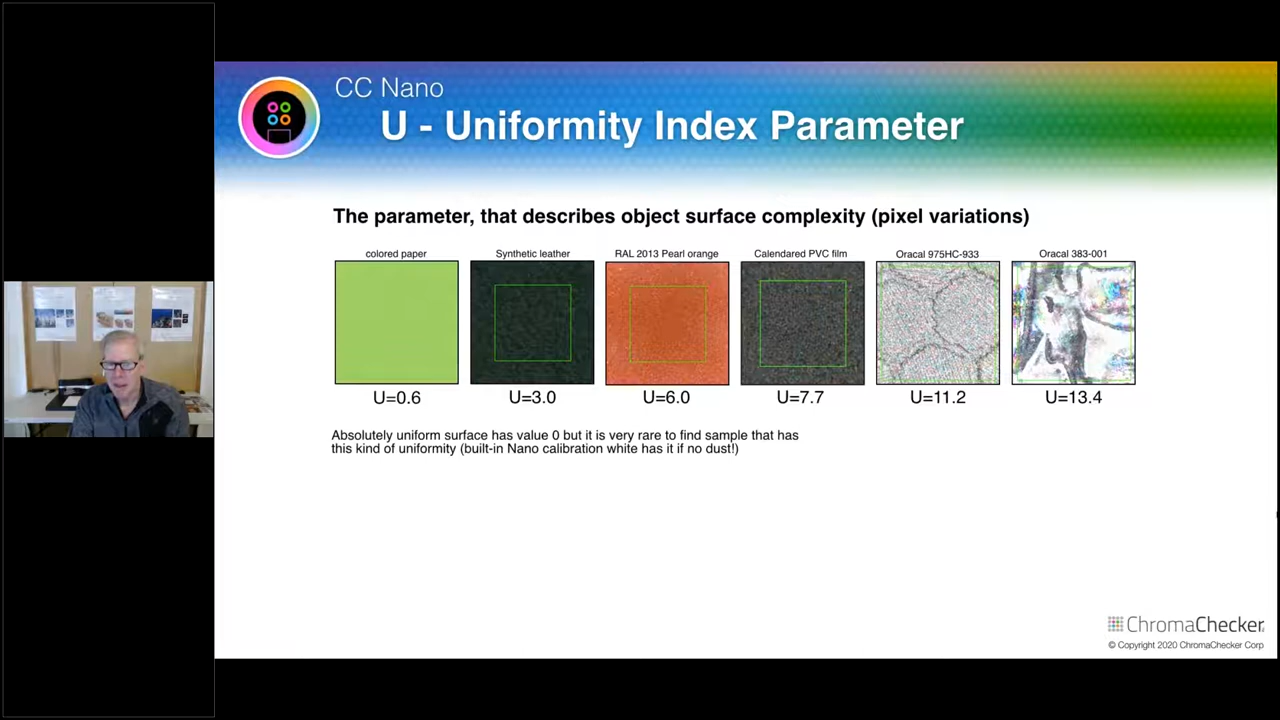 CC Nano
U - Uniformity Index Parameter
The parameter, that describes object surface complexity (pixel variations)
colored paper
Synthetic leather
RAL 2013 Pearl orange
Calendared PVC film
Oracal 975HC-933
Oracal 383-001
U=0.6
U=3.0
U=6.0
U=7.7
U=11.2
U=13.4
Absolutely uniform surface has value 0 but it is very rare to find sample that has
this kind of uniformity (built-in Nano calibration white has it if no dust!)
ChromaChecker
© Copyright 2020 ChromaChecker Corp